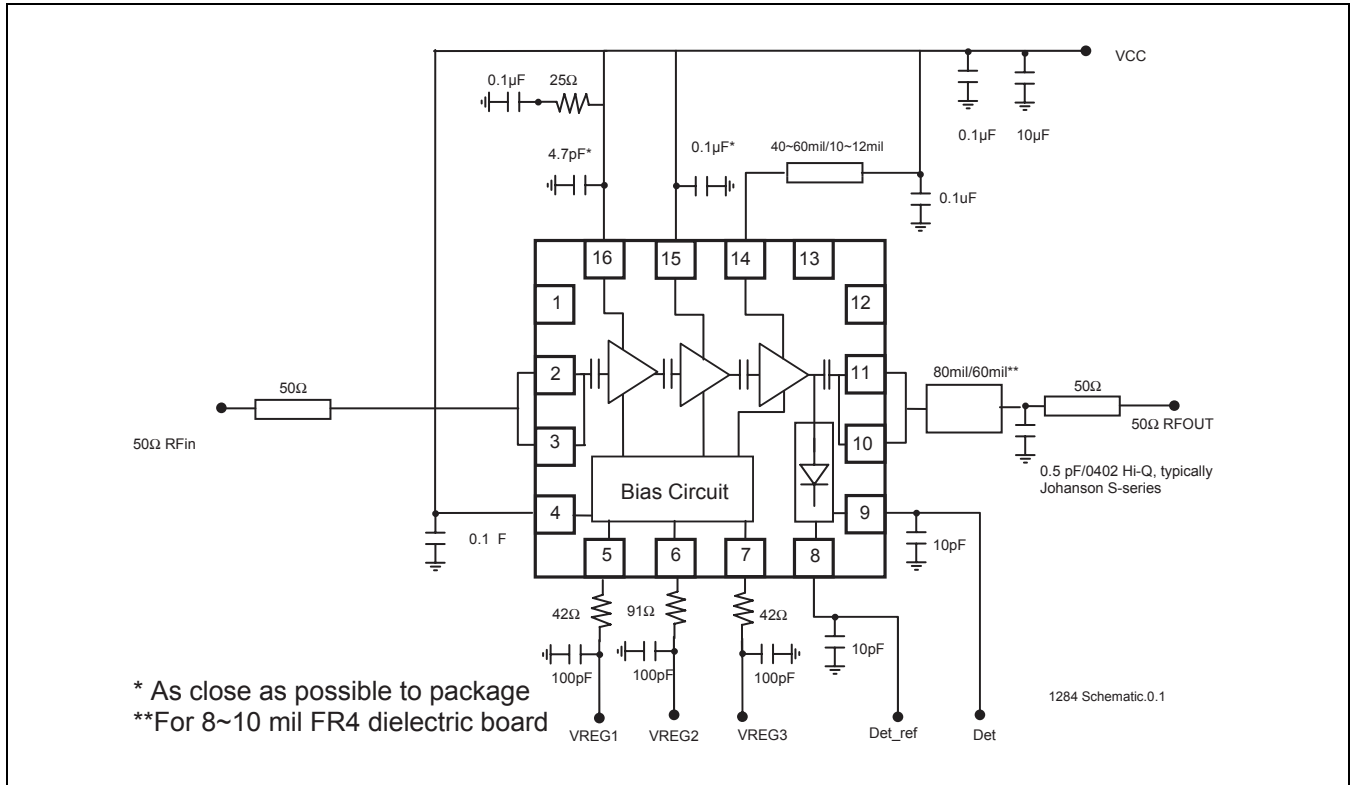 VCC
0.1µF
25Ω
0.1µF
10µF
4.7pF*
0.1µF*
40~60mil/10~12mil
0.1uF
16
15
14
13
1
12
2
11
80mil/60mil**
50Ω
50Ω
50Ω RFin
50Ω RFOUT
3
10
0.5 pF/0402 Hi-Q, typically
Johanson S-series
Bias Circuit
4
9
0.1 F
10pF
5
6
7
8
42Ω
91Ω
42Ω
10pF
100pF
100pF
100pF
* As close as possible to package
**For 8~10 mil FR4 dielectric board
1284 Schematic.0.1
VREG1
VREG2
VREG3
Det_ref
Det